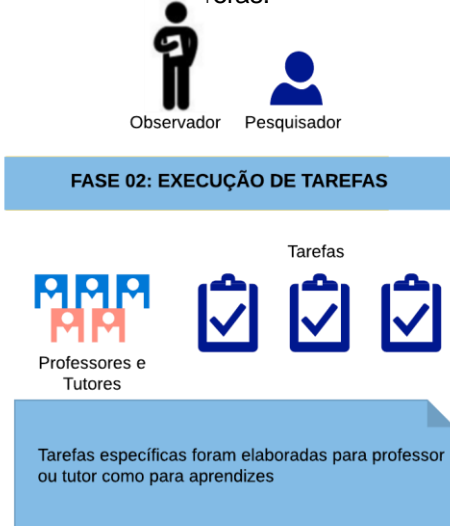 Observador Pesquisador
FASE 02: EXECUÇÃO DE TAREFAS
Tarefas
Professores e
Tutores
Tarefas específicas foram elaboradas para professor
ou tutor como para aprendizes